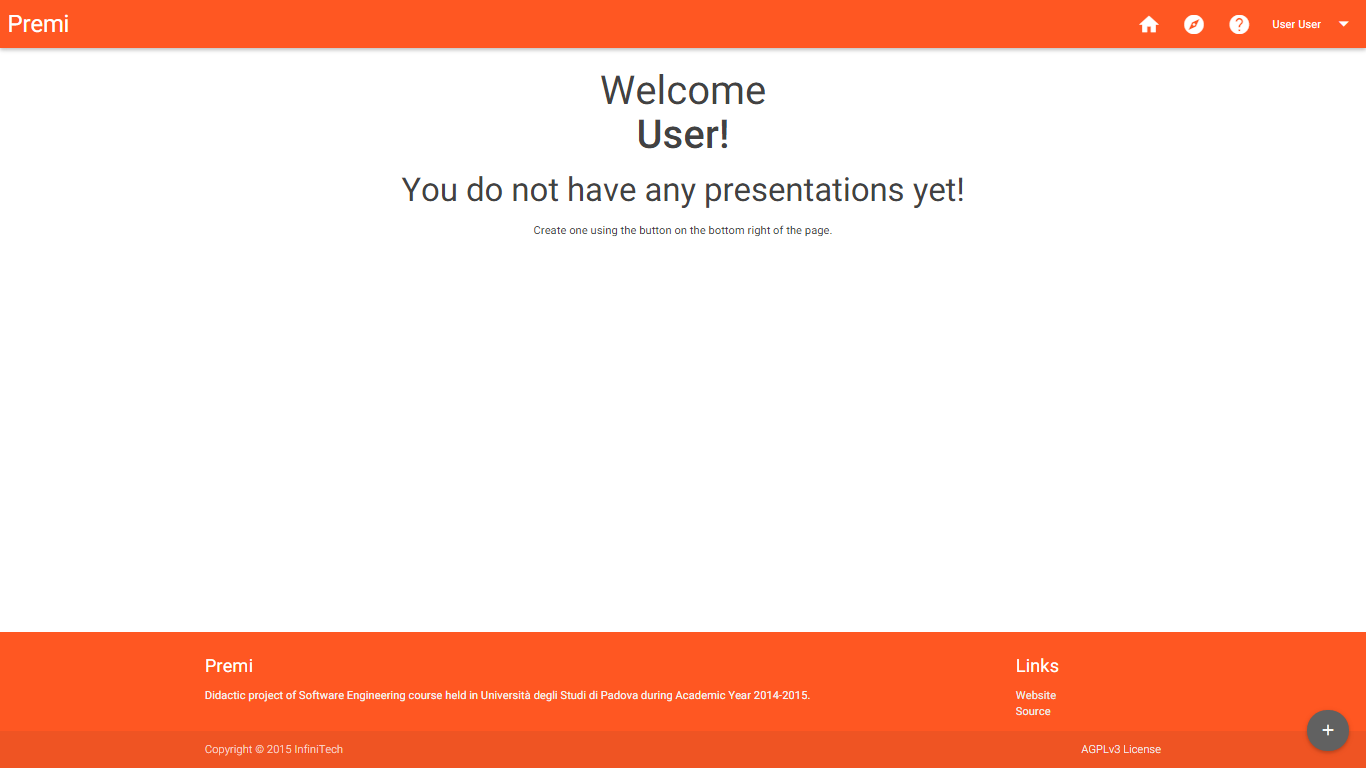 Premi
User User
Welcome
User!
You do not have any presentations yet!
Create one using the button on the bottom right of the page.
Premi
Links
Didactic project of Software Engineering course held in Università degli Studi di Padova during Academic Year 2014-2015.
Website
Source
Copyright © 2015 InfiniTech
AGPLv3 License